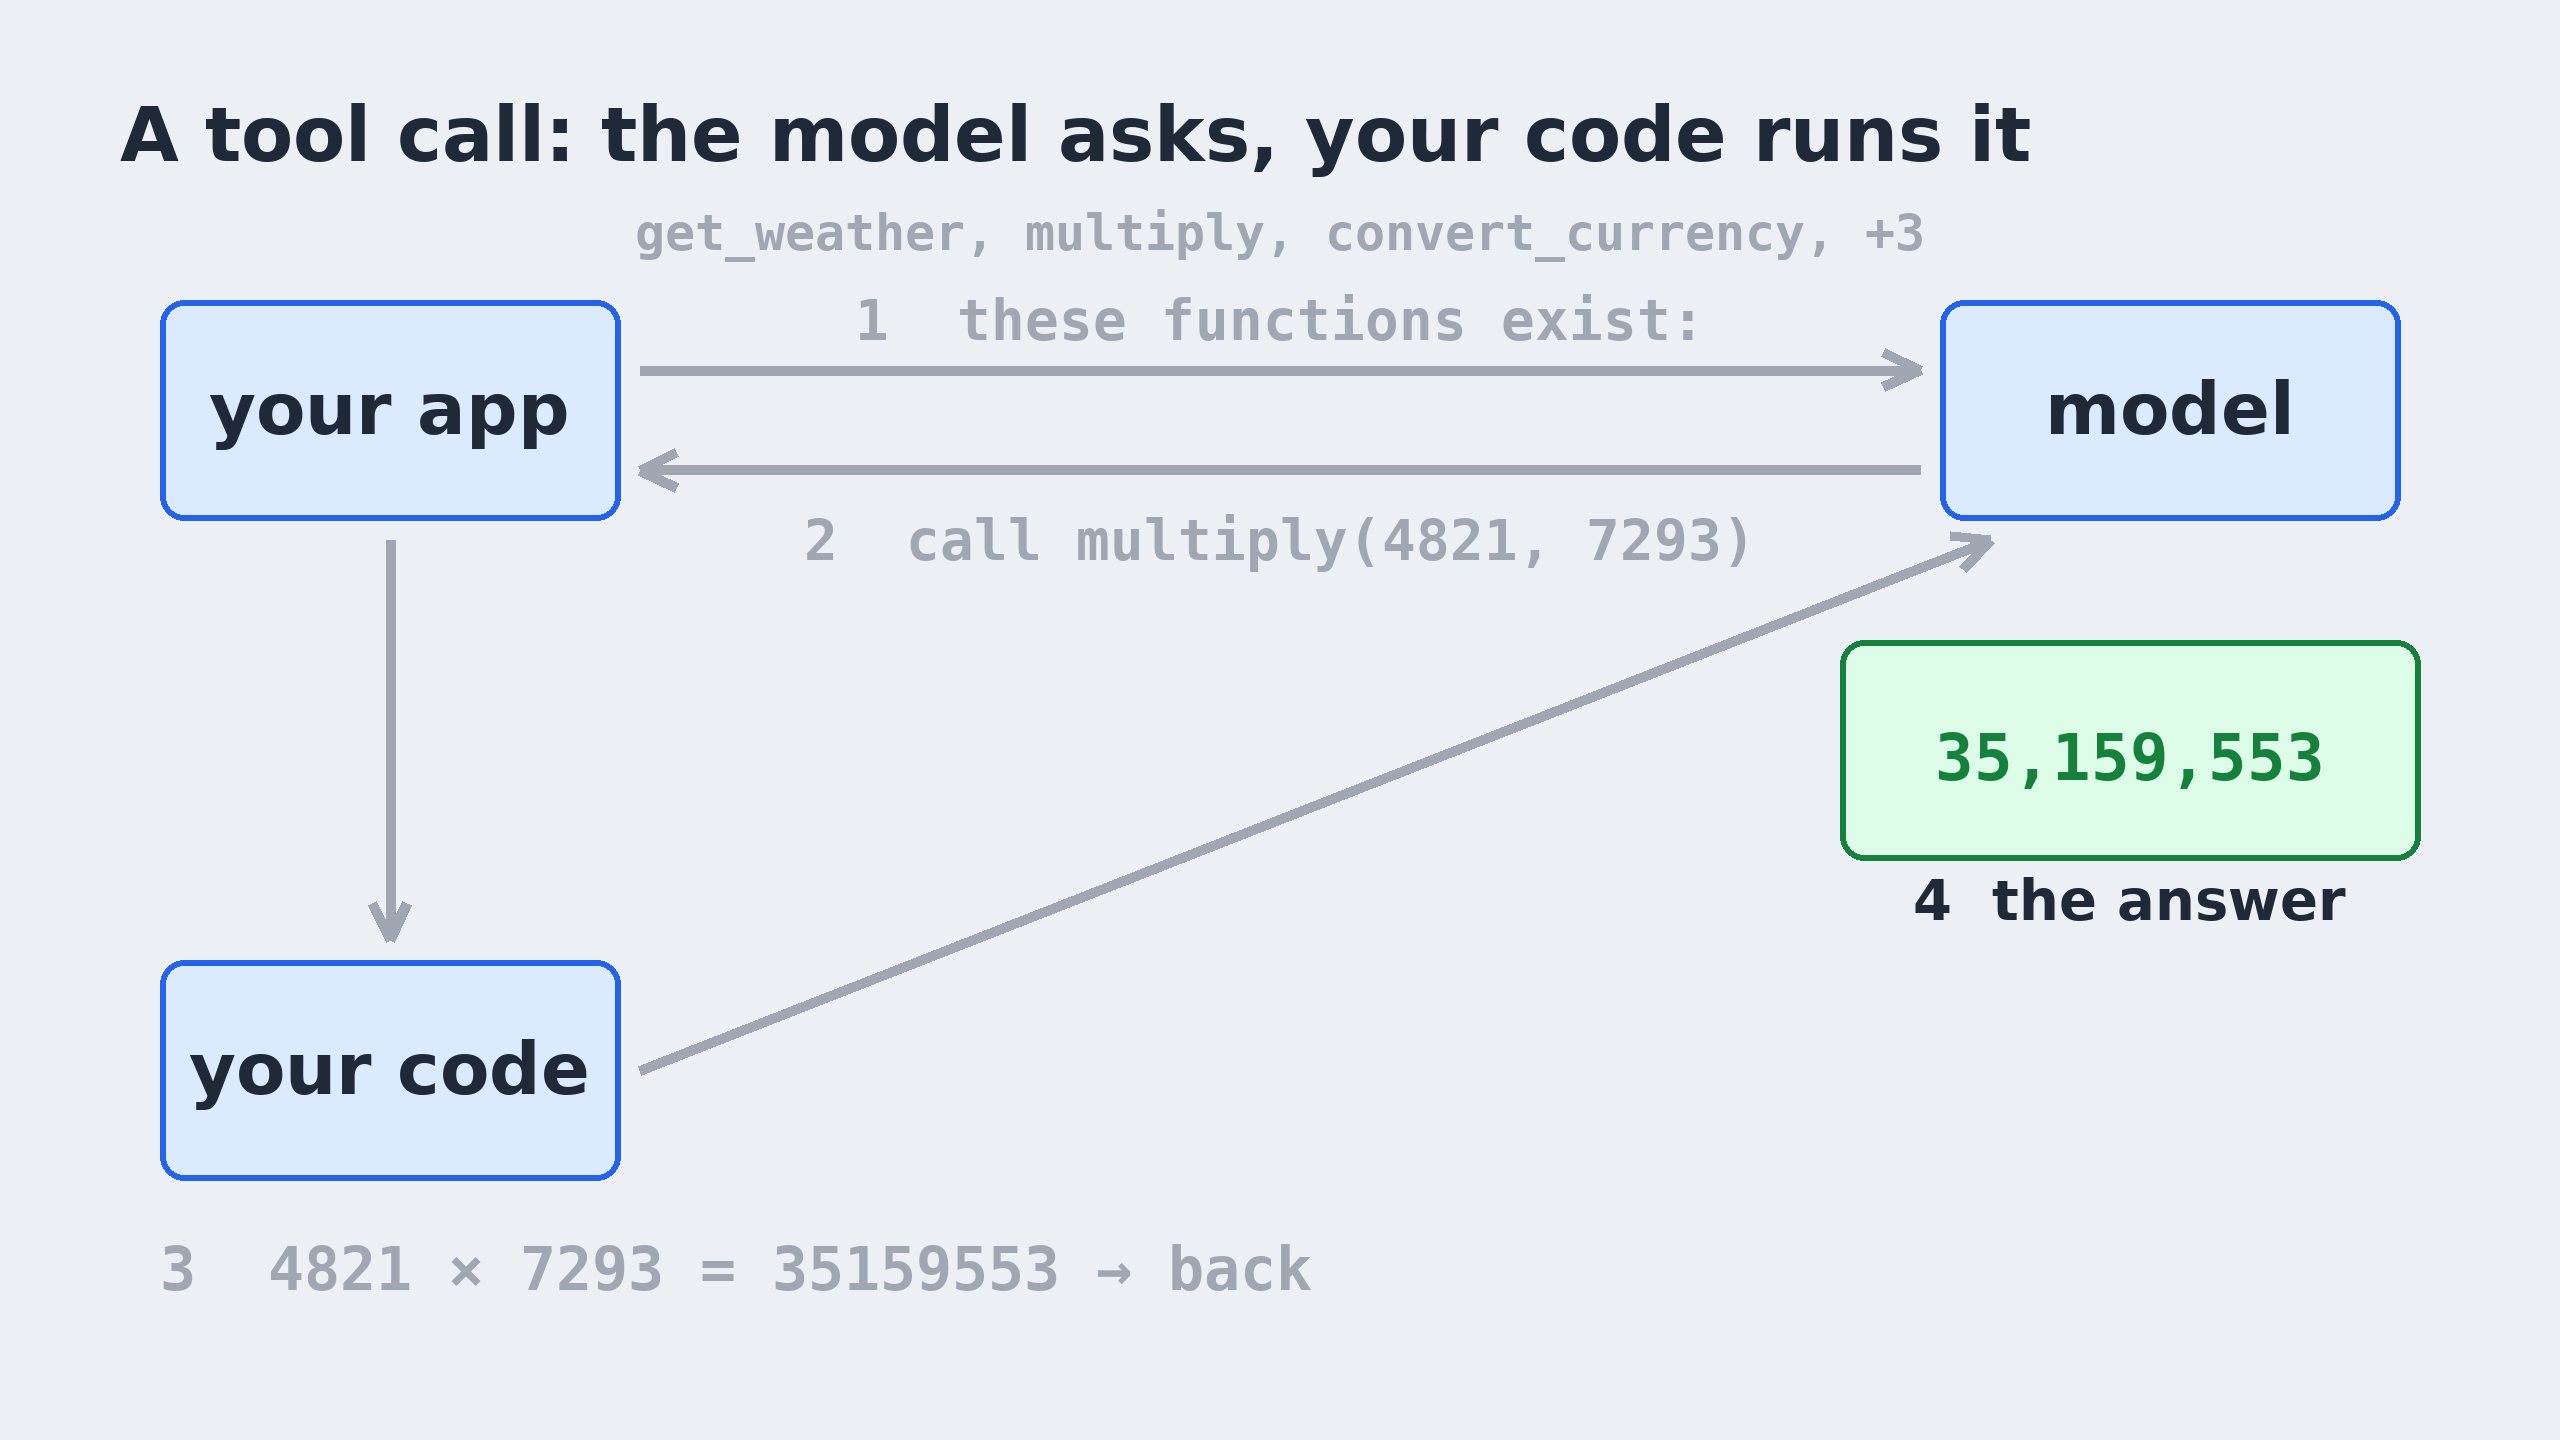 A tool call: the model asks, your code runs it
get_weather, multiply, convert_currency, +3
1 these functions exist:
your app
model
2 call multiply(4821, 7293)
35,159,553
4 the answer
your code
3 4821 × 7293 = 35159553 → back